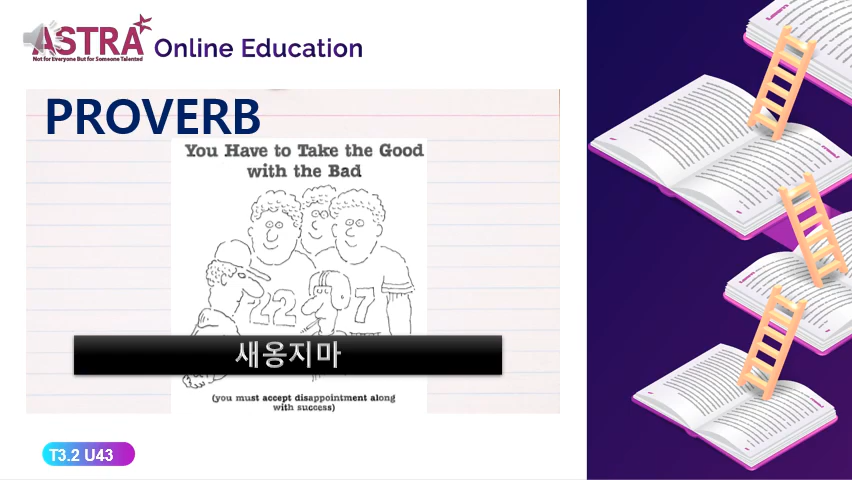 ASTRA
Not for Everyone But for Someone Talented
Online Education
PROVERB
You Have to Take the Good
with the Bad
22
07
새옹지마
(you must accept disappointment along
with success)
T3.2 U43